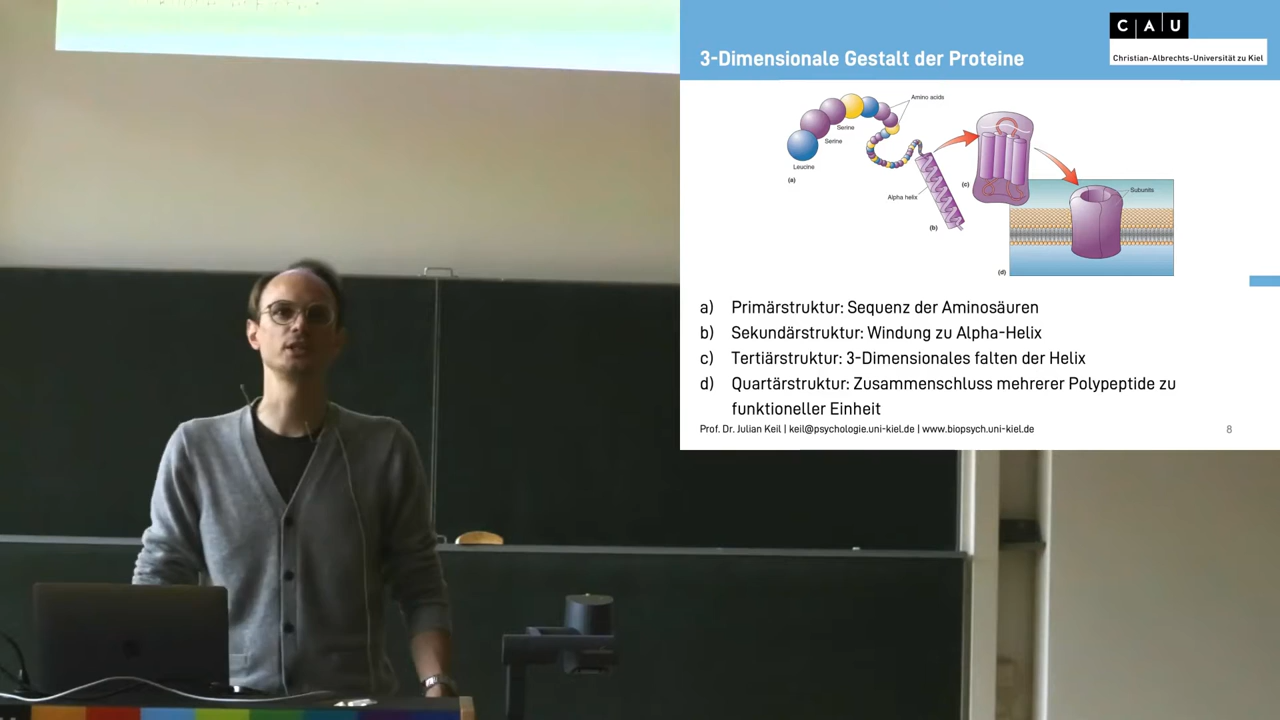 3-Dimensionale Gestalt der Proteine
C A U
Christian-Albrechts-Universität zu Kiel
Amino acids
Serine
Serine
Leucine
(a)
Alpha helix
(b)
(c)
Subunits
(d)
a) Primärstruktur: Sequenz der Aminosäuren
b) Sekundärstruktur: Windung zu Alpha-Helix
c) Tertiärstruktur: 3-Dimensionales falten der Helix
d) Quartärstruktur: Zusammenschluss mehrerer Polypeptide zu
funktioneller Einheit
Prof. Dr. Julian Keil | keil@psychologie.uni-kiel.de | www.biopsych.uni-kiel.de
8